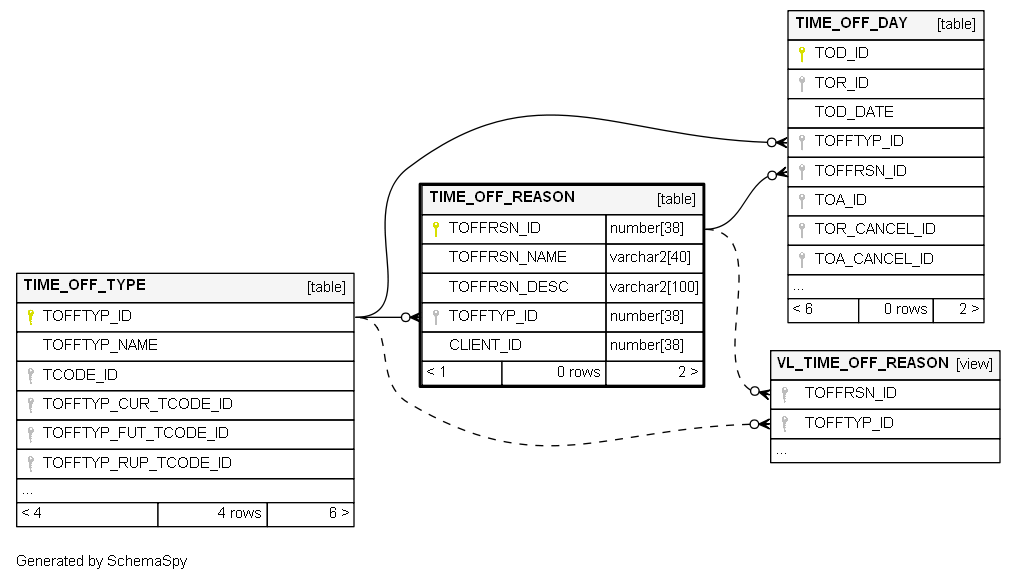 TIME_OFF_DAY [table]
TOD_ID
TOR_ID
TOD_DATE
TOFFTYP_ID
TOFFRSN_ID
TOA_ID
TOR_CANCEL_ID
TOA_CANCEL_ID
...
< 6 0 rows 2 >
TIME_OFF_REASON [table]
TOFFRSN_ID number[38]
TOFFRSN_NAME varchar2[40]
TOFFRSN_DESC varchar2[100]
TOFFTYP_ID number[38]
CLIENT_ID number[38]
< 1 0 rows 2 >
TIME_OFF_TYPE [table]
TOFFTYP_ID
TOFFTYP_NAME
TCODE_ID
TOFFTYP_CUR_TCODE_ID
TOFFTYP_FUT_TCODE_ID
TOFFTYP_RUP_TCODE_ID
...
< 4 4 rows 6 >
VL_TIME_OFF_REASON [view]
TOFFRSN_ID
TOFFTYP_ID
...
Generated by SchemaSpy